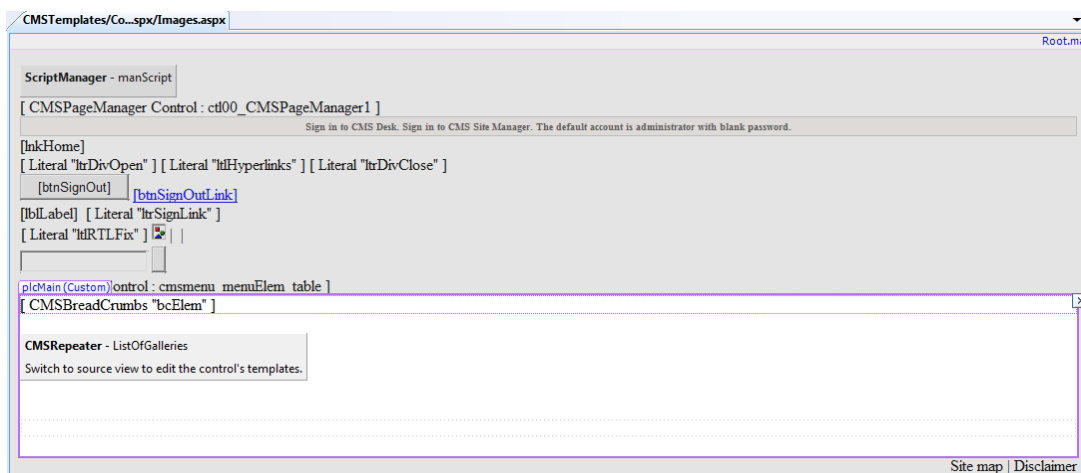 CMSTemplates/Co...spx/Images.aspx
Root.ma
ScriptManager - manScript
[ CMSPageManager Control : ctl00_CMSPageManager1 ]
Sign in to CMS Desk. Sign in to CMS Site Manager. The default account is administrator with blank password.
[lnkHome]
[ Literal "ltrDivOpen" ] [ Literal "ltlHyperlinks" ] [ Literal "ltrDivClose" ]
[btnSignOut] [btnSignOutLink]
[lblLabel] [ Literal "ltrSignLink" ]
[ Literal "ltlRTLFix" ] | |
plcMain (Custom) ontrol : cmsmenu_menuElem_table ]
[ CMSBreadCrumbs "bcElem" ]
CMSRepeater - ListOfGalleries
Switch to source view to edit the control's templates.
Site map | Disclaimer